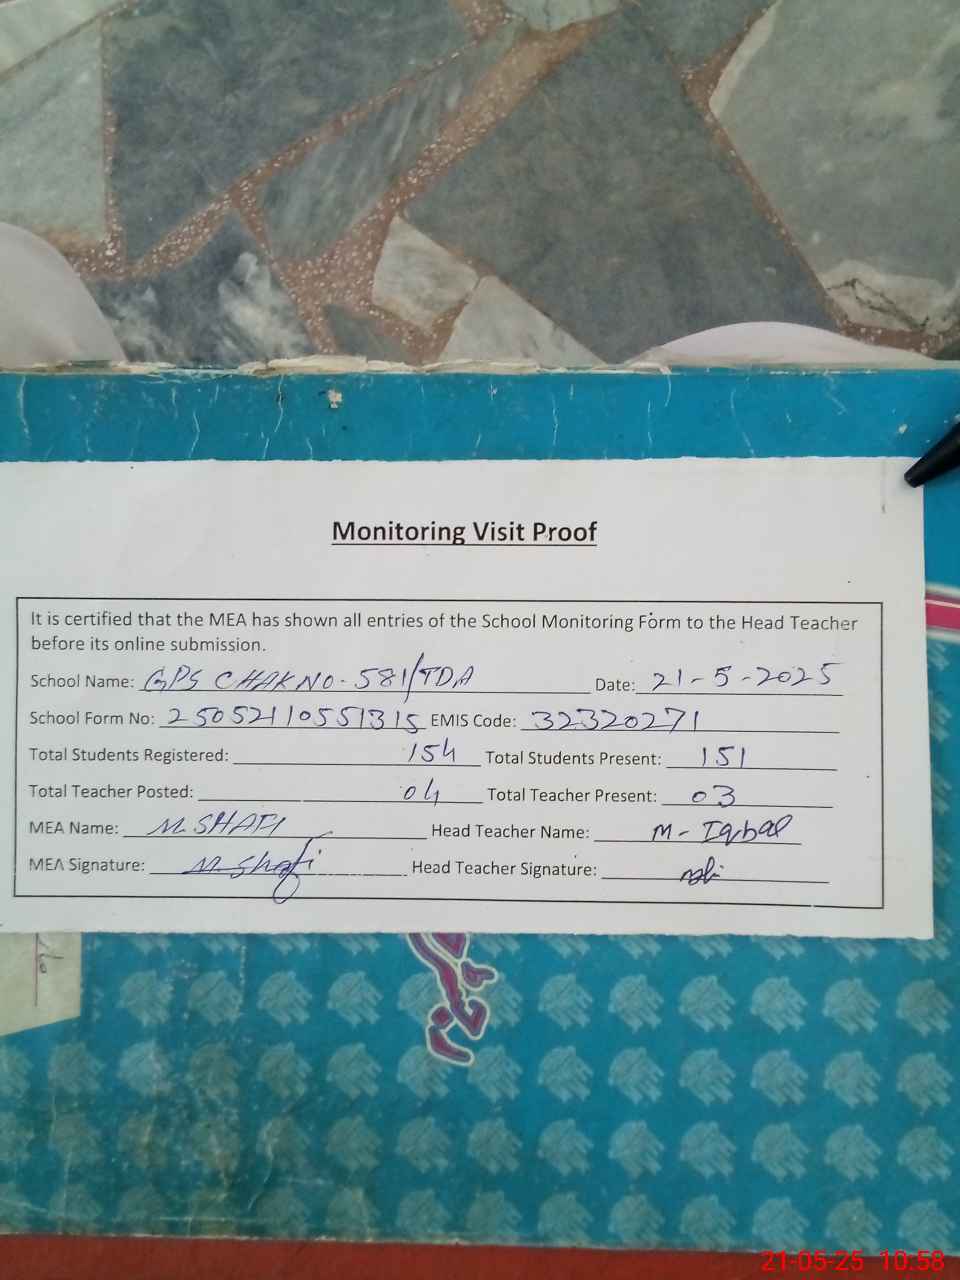 Monitoring Visit Proof
It is certified that the MEA has shown all entries of the School Monitoring Form to the Head Teacher
before its online submission.
School Name: GPS CHAK NO. 581/TDA Date: 21-5-2025
School Form No: 2505211055 1315 EMIS Code: 32320271
Total Students Registered: 154 Total Students Present: 151
Total Teacher Posted: 04 Total Teacher Present: 03
MEA Name: M. SHAFI Head Teacher Name: M- Iqbal
MEA Signature: M. Shafi Head Teacher Signature:
21-05-25 10:58